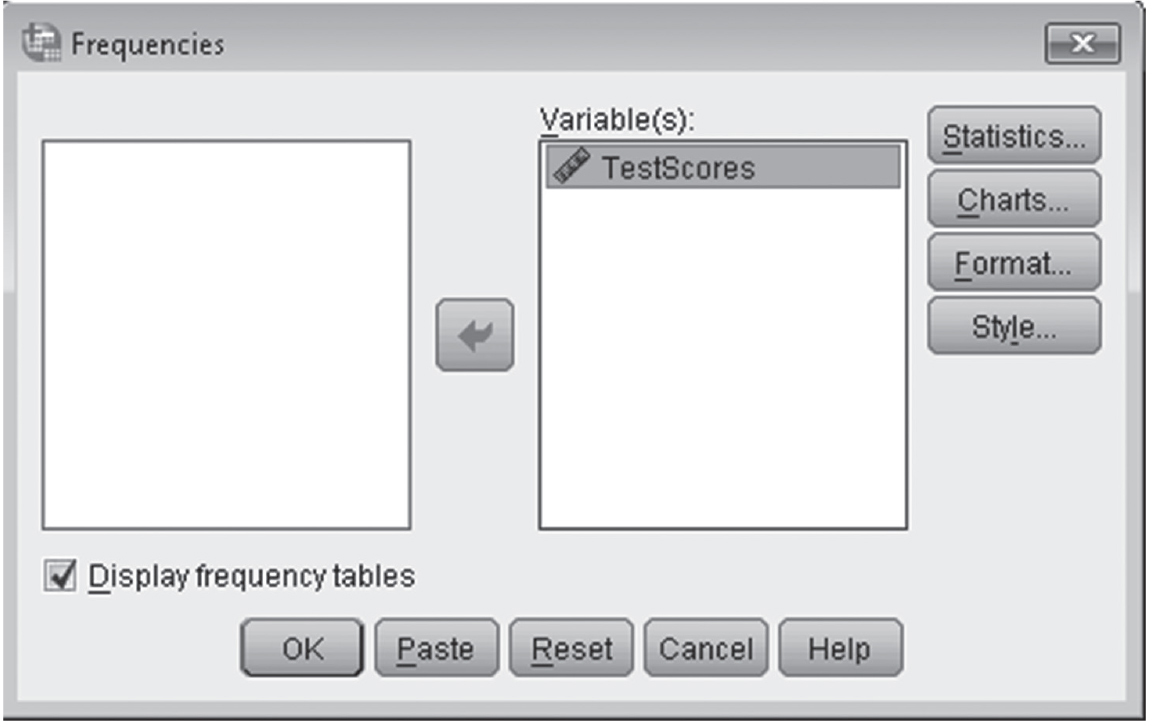 Frequencies
Variable(s):
TestScores
Statistics...
Charts...
Format...
Style...
Display frequency tables
OK
Paste
Reset
Cancel
Help